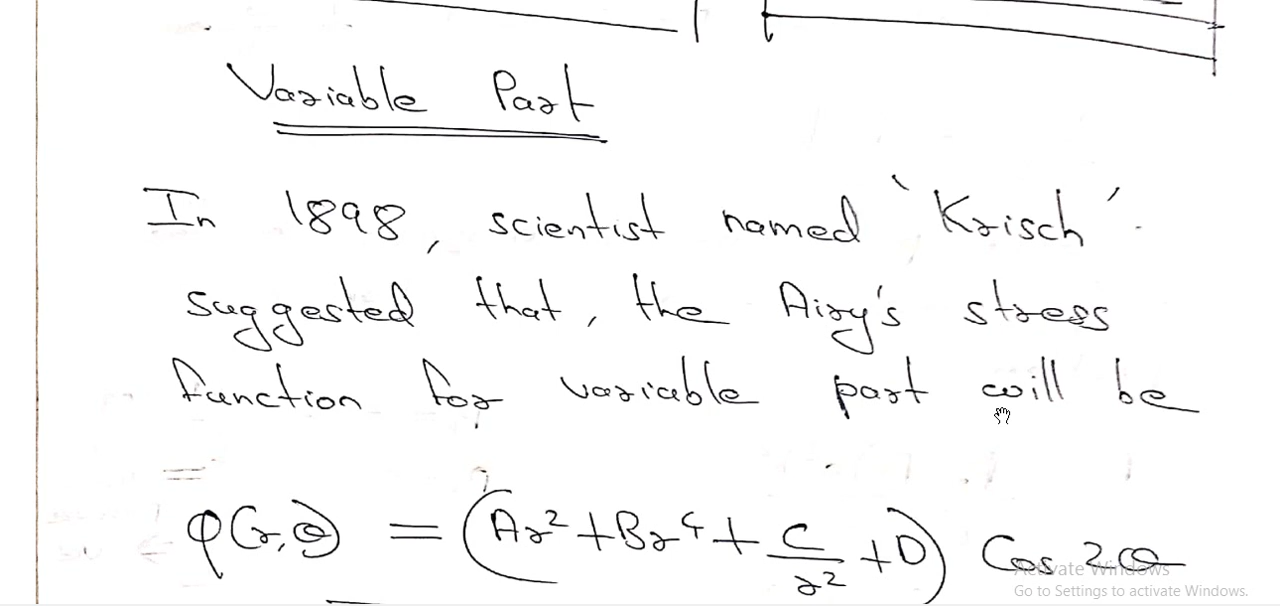 Variable Part
In 1898, scientist named 'Krisch'
suggested that, the Airy's stress
function for variable part will be
=
φ(r,θ) = (Ar² + Br⁴ + C/r² + D) Cos 2θ
Activate Windows
Go to Settings to activate Windows.